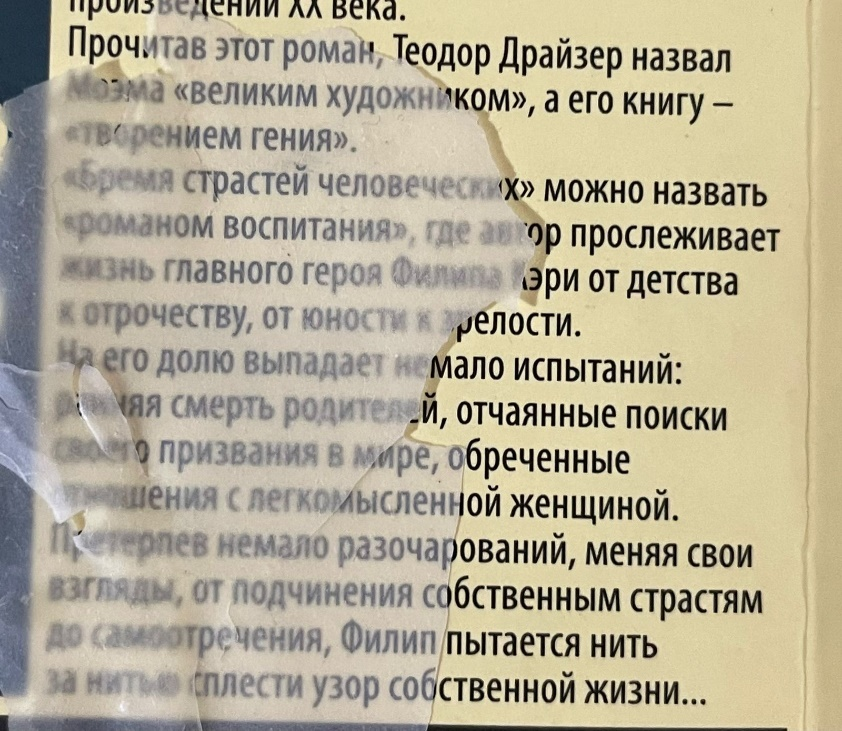 произведений XX века.
Прочитав этот роман, Теодор Драйзер назвал
Моэма «великим художником», а его книгу –
«творением гения».
«Бремя страстей человеческих» можно назвать
«романом воспитания», где автор прослеживает
жизнь главного героя Филипа Кэри от детства
к отрочеству, от юности к зрелости.
На его долю выпадает немало испытаний:
ранняя смерть родителей, отчаянные поиски
своего призвания в мире, обреченные
отношения с легкомысленной женщиной.
Претерпев немало разочарований, меняя свои
взгляды, от подчинения собственным страстям
до самоотречения, Филип пытается нить
за нитью сплести узор собственной жизни...